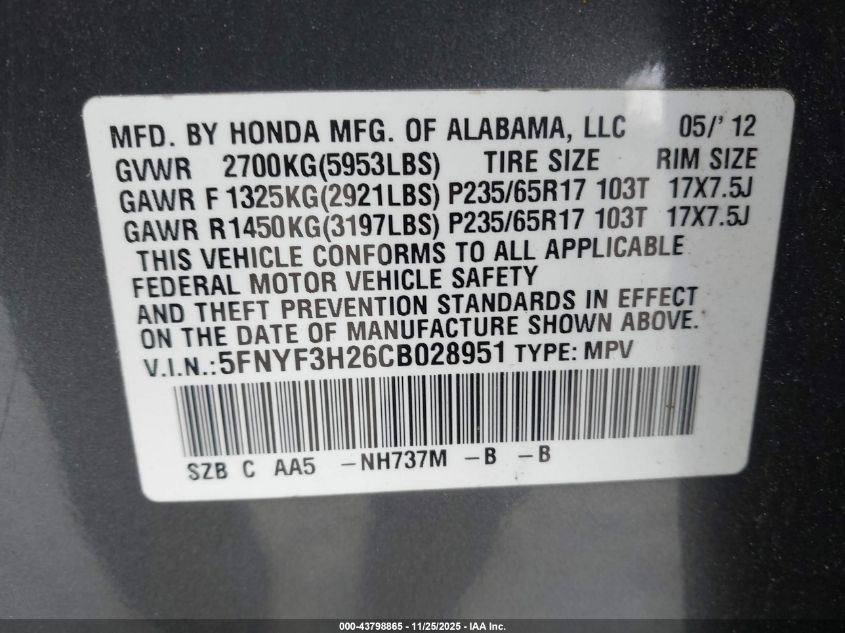 MFD. BY HONDA MFG. OF ALABAMA, LLC 05/' 12
GVWR 2700KG(5953LBS) TIRE SIZE RIM SIZE
GAWR F 1325KG(2921LBS) P235/65R17 103T 17X7.5J
GAWR R1450KG(3197LBS) P235/65R17 103T 17X7.5J
THIS VEHICLE CONFORMS TO ALL APPLICABLE
FEDERAL MOTOR VEHICLE SAFETY
AND THEFT PREVENTION STANDARDS IN EFFECT
ON THE DATE OF MANUFACTURE SHOWN ABOVE.
V.I.N.:5FNYF3H26CB028951 TYPE: MPV
SZB C AA5 -NH737M -B -B
000-43798865 - 11/25/2025 - IAA Inc.